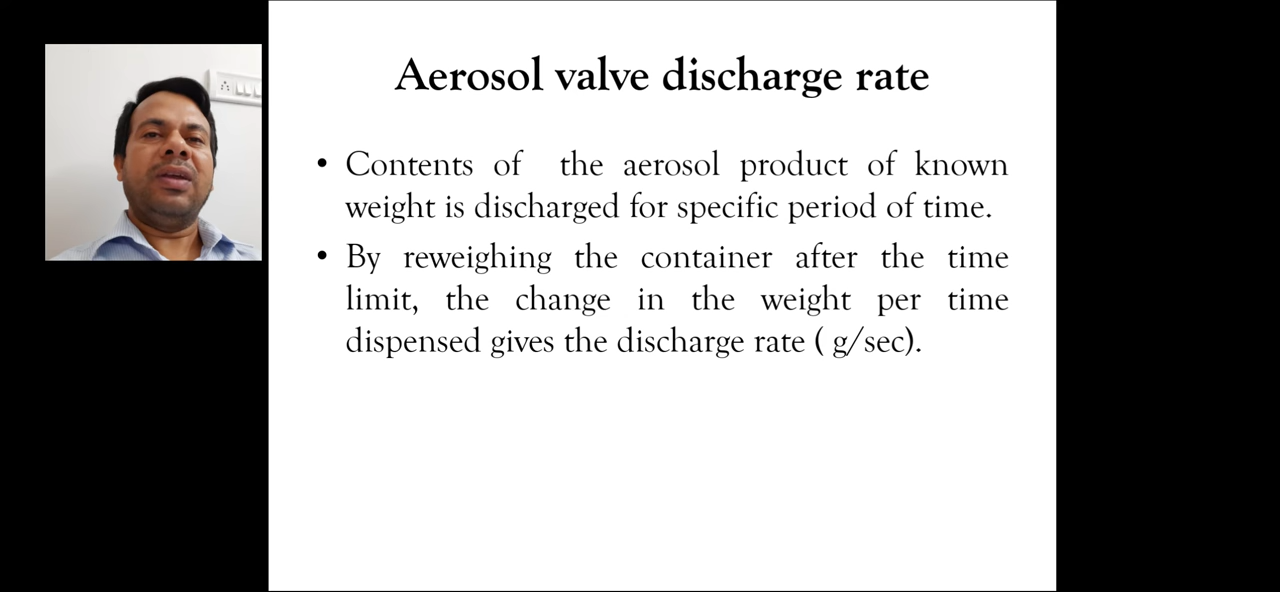 Aerosol valve discharge rate
• Contents of the aerosol product of known
weight is discharged for specific period of time.
• By reweighing the container after the time
limit, the change in the weight per time
dispensed gives the discharge rate ( g/sec).